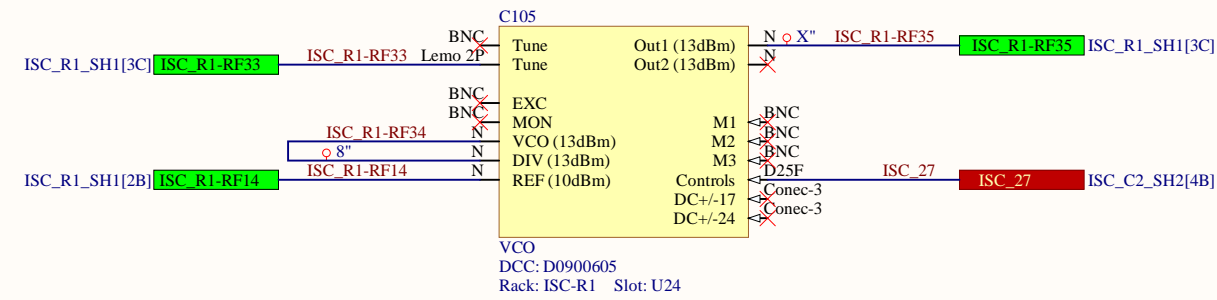 C105
BNC Tune Out1 (13dBm) N X" ISC_R1-RF35 ISC_R1-RF35 ISC_R1_SH1[3C]
ISC_R1_SH1[3C] ISC_R1-RF33 ISC_R1-RF33 Lemo 2P Tune Out2 (13dBm) N
BNC EXC
BNC MON M1 BNC
ISC_R1-RF34 N VCO (13dBm) M2 BNC
8" N DIV (13dBm) M3 BNC
ISC_R1_SH1[2B] ISC_R1-RF14 ISC_R1-RF14 N REF (10dBm) Controls D25F ISC_27 ISC_27 ISC_C2_SH2[4B]
DC+/-17 Conec-3
DC+/-24 Conec-3
VCO
DCC: D0900605
Rack: ISC-R1 Slot: U24